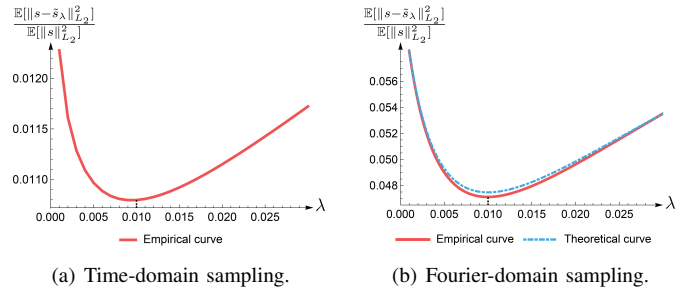 𝔼[‖s−s̃_λ‖²_{L₂}] / 𝔼[‖s‖²_{L₂}]
0.0120
0.0115
0.0110
0.000 0.005 0.010 0.015 0.020 0.025 λ
Empirical curve
(a) Time-domain sampling.
𝔼[‖s−s̃_λ‖²_{L₂}] / 𝔼[‖s‖²_{L₂}]
0.056
0.054
0.052
0.050
0.048
0.000 0.005 0.010 0.015 0.020 0.025 λ
Empirical curve Theoretical curve
(b) Fourier-domain sampling.